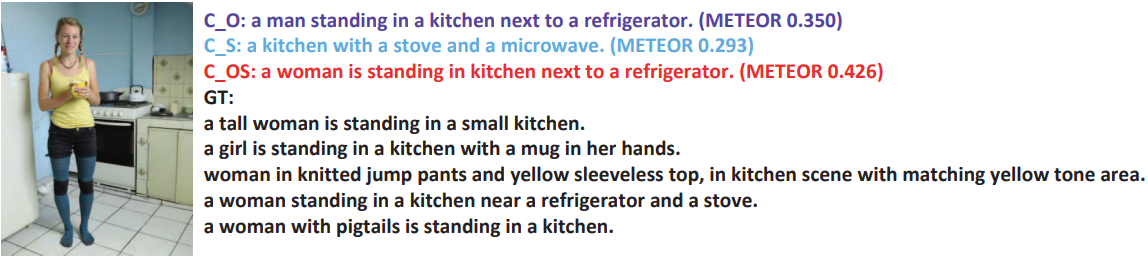 C_O: a man standing in a kitchen next to a refrigerator. (METEOR 0.350)
C_S: a kitchen with a stove and a microwave. (METEOR 0.293)
C_OS: a woman is standing in kitchen next to a refrigerator. (METEOR 0.426)
GT:
a tall woman is standing in a small kitchen.
a girl is standing in a kitchen with a mug in her hands.
woman in knitted jump pants and yellow sleeveless top, in kitchen scene with matching yellow tone area.
a woman standing in a kitchen near a refrigerator and a stove.
a woman with pigtails is standing in a kitchen.